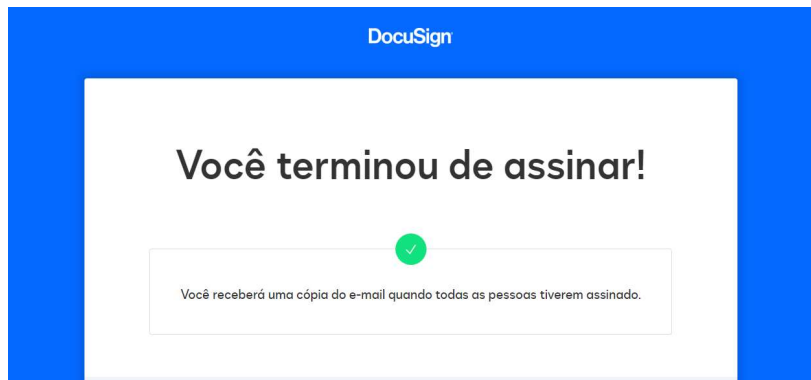 DocuSign
Você terminou de assinar!
Você receberá uma cópia do e-mail quando todas as pessoas tiverem assinado.